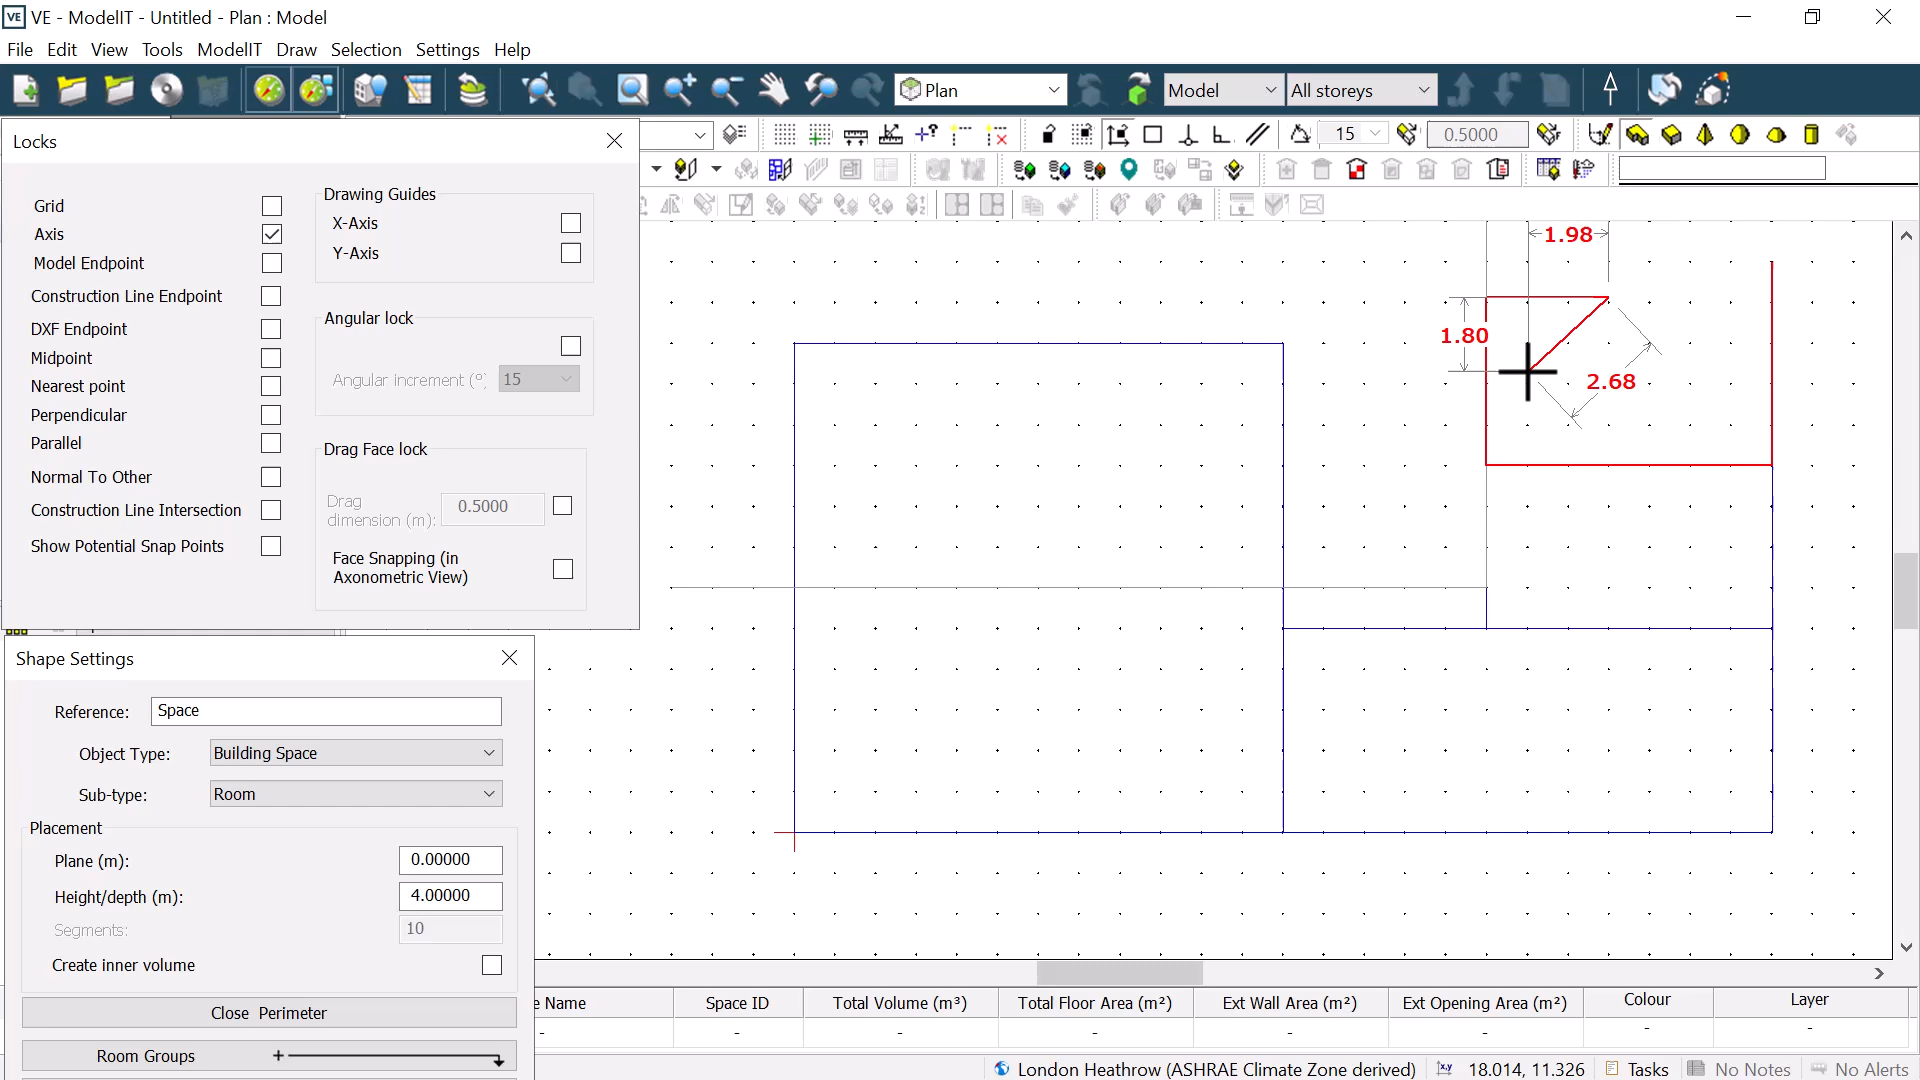 VE VE - ModelIT - Untitled - Plan : Model
File Edit View Tools ModelIT Draw Selection Settings Help
Plan Model All storeys
Locks
15 0.5000
Grid
Axis
Model Endpoint
Construction Line Endpoint
DXF Endpoint
Midpoint
Nearest point
Perpendicular
Parallel
Normal To Other
Construction Line Intersection
Show Potential Snap Points
Drawing Guides
X-Axis
Y-Axis
Angular lock
Angular increment (° 15
Drag Face lock
Drag
dimension (m): 0.5000
Face Snapping (in
Axonometric View)
1.98
1.80
2.68
Shape Settings
Reference: Space
Object Type: Building Space
Sub-type: Room
Placement
Plane (m): 0.00000
Height/depth (m): 4.00000
Segments: 10
Create inner volume
Close Perimeter
Room Groups
e Name Space ID Total Volume (m³) Total Floor Area (m²) Ext Wall Area (m²) Ext Opening Area (m²) Colour Layer
- - - - - - - -
London Heathrow (ASHRAE Climate Zone derived) x,y 18.014, 11.326 Tasks No Notes No Alerts